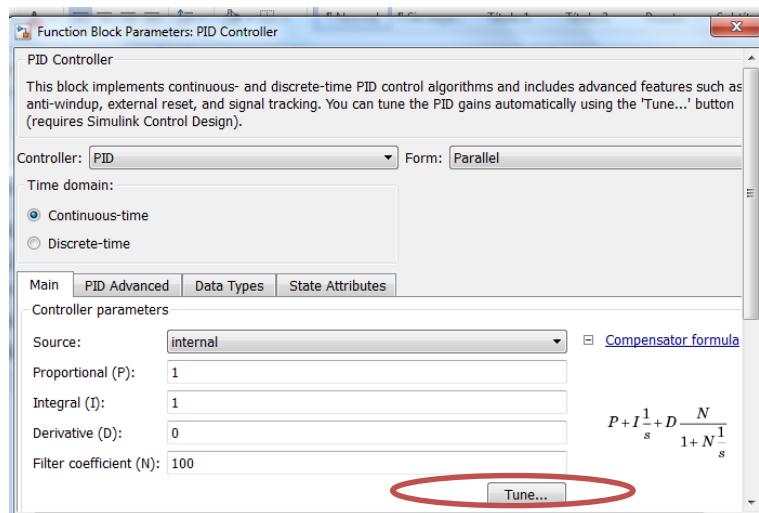 Function Block Parameters: PID Controller
X
PID Controller
This block implements continuous- and discrete-time PID control algorithms and includes advanced features such as
anti-windup, external reset, and signal tracking. You can tune the PID gains automatically using the 'Tune...' button
(requires Simulink Control Design).
Controller: PID Form: Parallel
Time domain:
Continuous-time
Discrete-time
Main PID Advanced Data Types State Attributes
Controller parameters
Source: internal Compensator formula
Proportional (P): 1
Integral (I): 1
Derivative (D): 0
P+I 1/s +D N/(1+N 1/s)
Filter coefficient (N): 100
Tune...